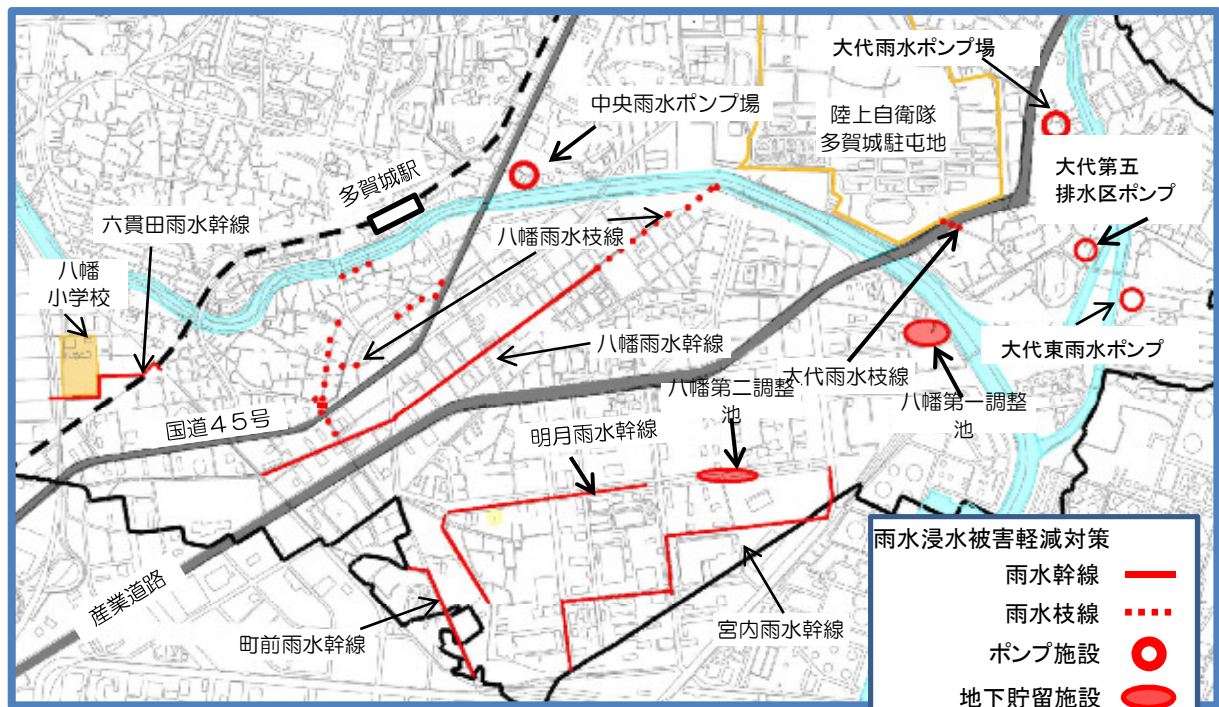 大代雨水ポンプ場
中央雨水ポンプ場
陸上自衛隊
多賀城駐屯地
多賀城駅
大代第五
排水区ポンプ
六貫田雨水幹線
八幡雨水枝線
八幡
小学校
八幡雨水幹線
大代東雨水ポンプ
大代雨水枝線
八幡第二調整
池
八幡第一調整
池
国道45号
明月雨水幹線
産業道路
町前雨水幹線
宮内雨水幹線
雨水浸水被害軽減対策
雨水幹線
雨水枝線
ポンプ施設
地下貯留施設